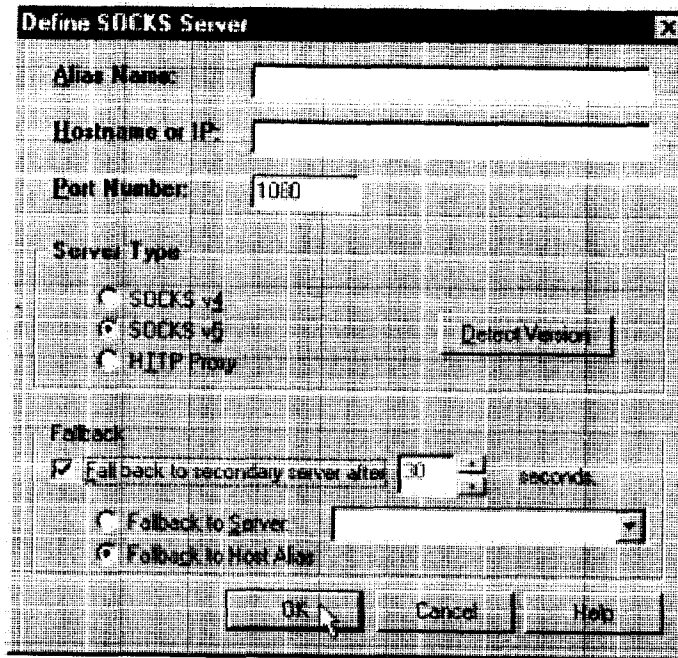 Define SOCKS Server
Alias Name:
Hostname or IP:
Port Number: 1080
Server Type
SOCKS v4
SOCKS v5
HTTP Proxy
Detect Version
Fallback
Fall back to secondary server after 30 seconds.
Fallback to Server
Fallback to Host Alias
OK Cancel Help